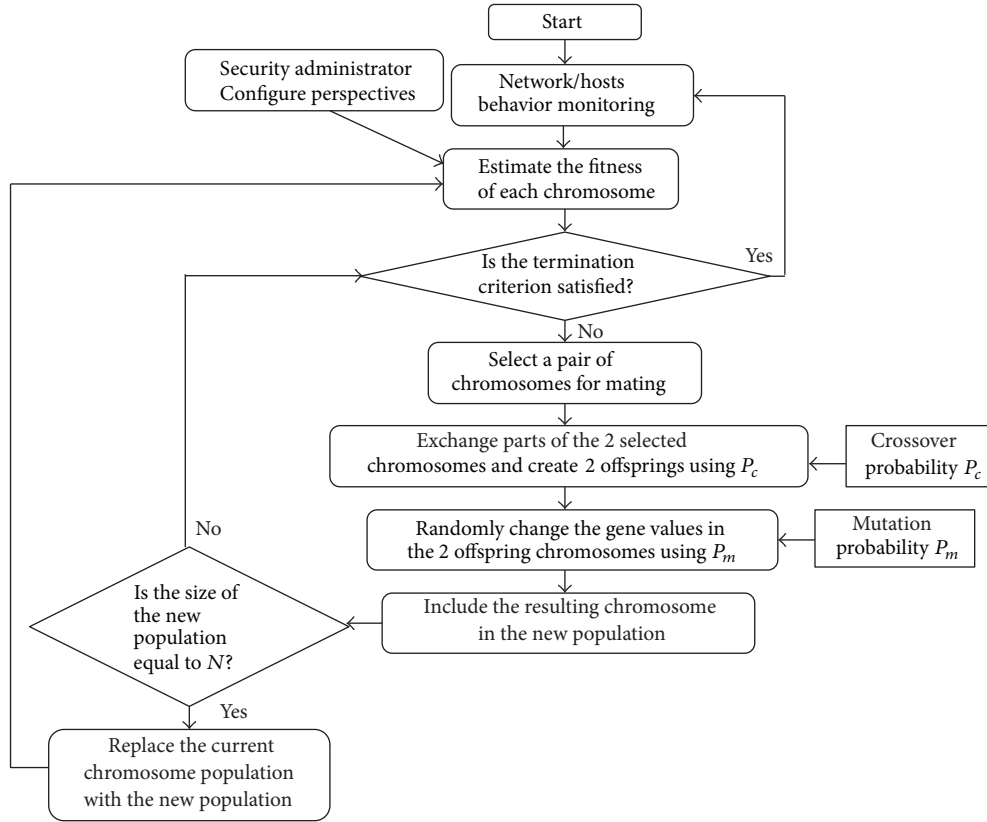 Start
Security administrator
Configure perspectives
Network/hosts
behavior monitoring
Estimate the fitness
of each chromosome
Is the termination
criterion satisfied?
Yes
No
Select a pair of
chromosomes for mating
Exchange parts of the 2 selected
chromosomes and create 2 offsprings using P_c
Crossover
probability P_c
Randomly change the gene values in
the 2 offspring chromosomes using P_m
Mutation
probability P_m
Include the resulting chromosome
in the new population
No
Is the size of
the new
population
equal to N?
Yes
Replace the current
chromosome population
with the new population